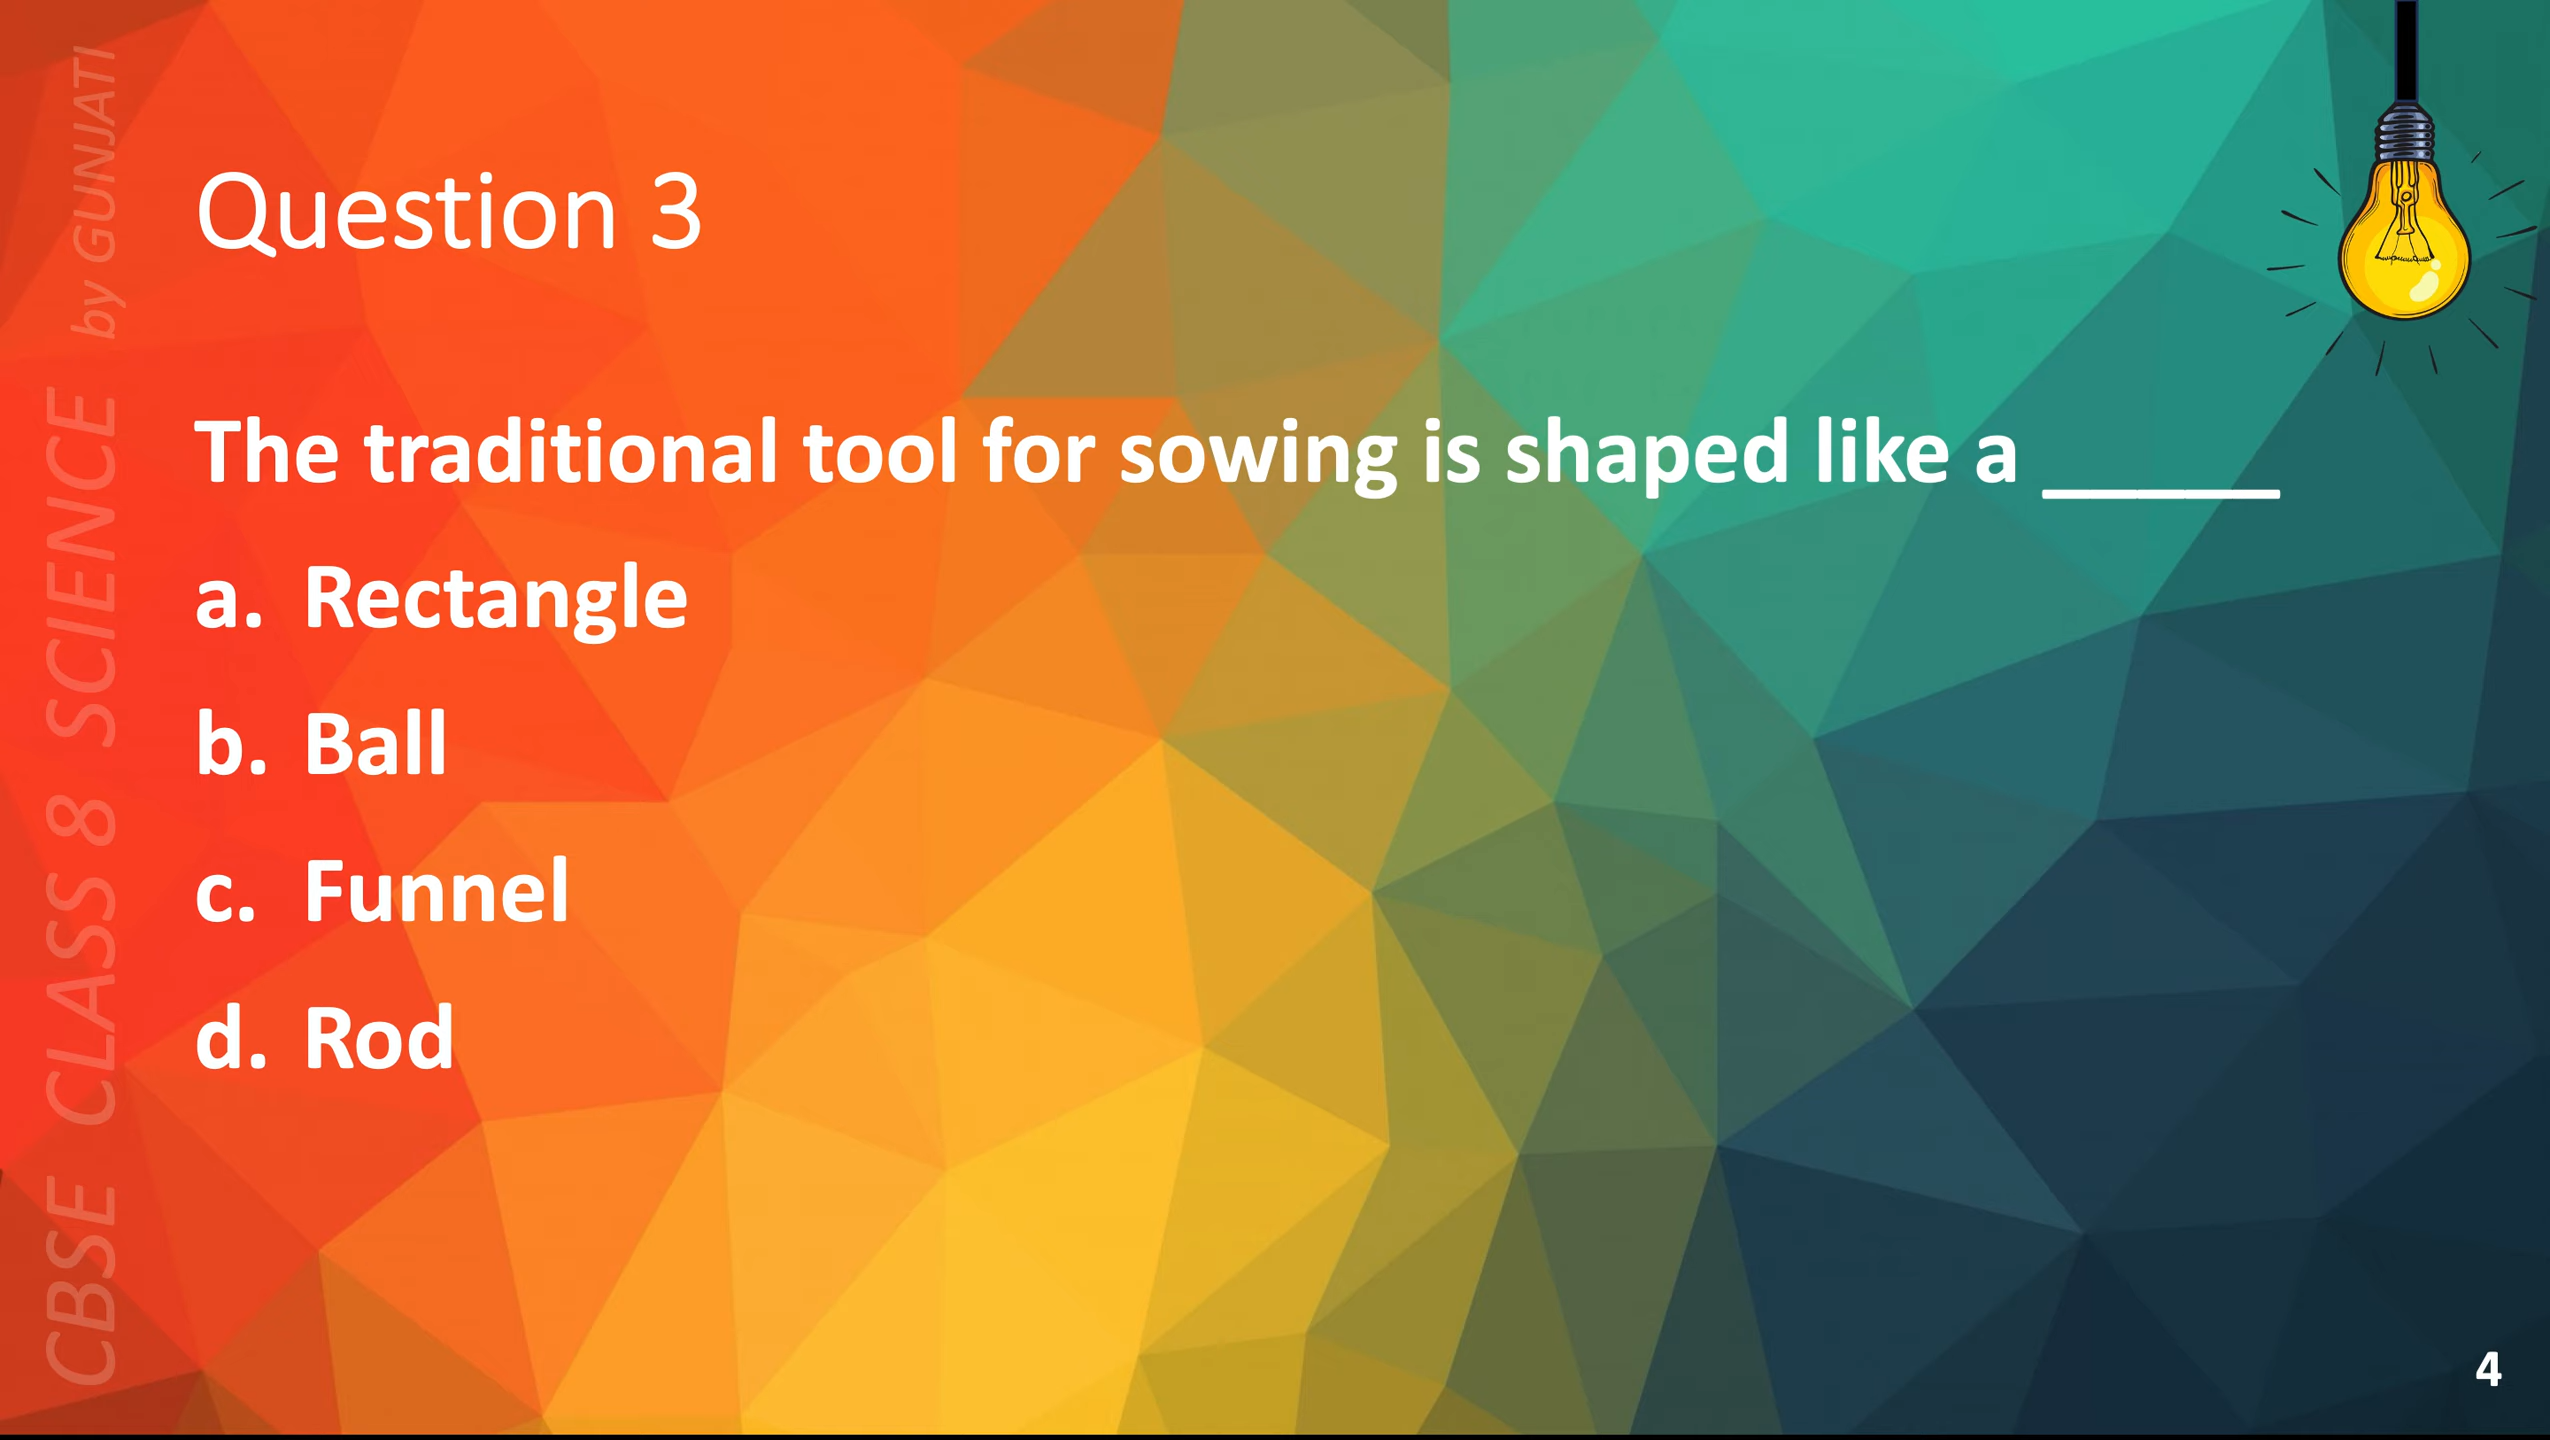 CBSE CLASS 8 SCIENCE by GUNJATI
Question 3
The traditional tool for sowing is shaped like a _____
a. Rectangle
b. Ball
c. Funnel
d. Rod
4